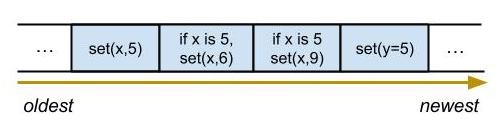 ...
set(x,5)
if x is 5,
set(x,6)
if x is 5
set(x,9)
set(y=5)
...
oldest
newest